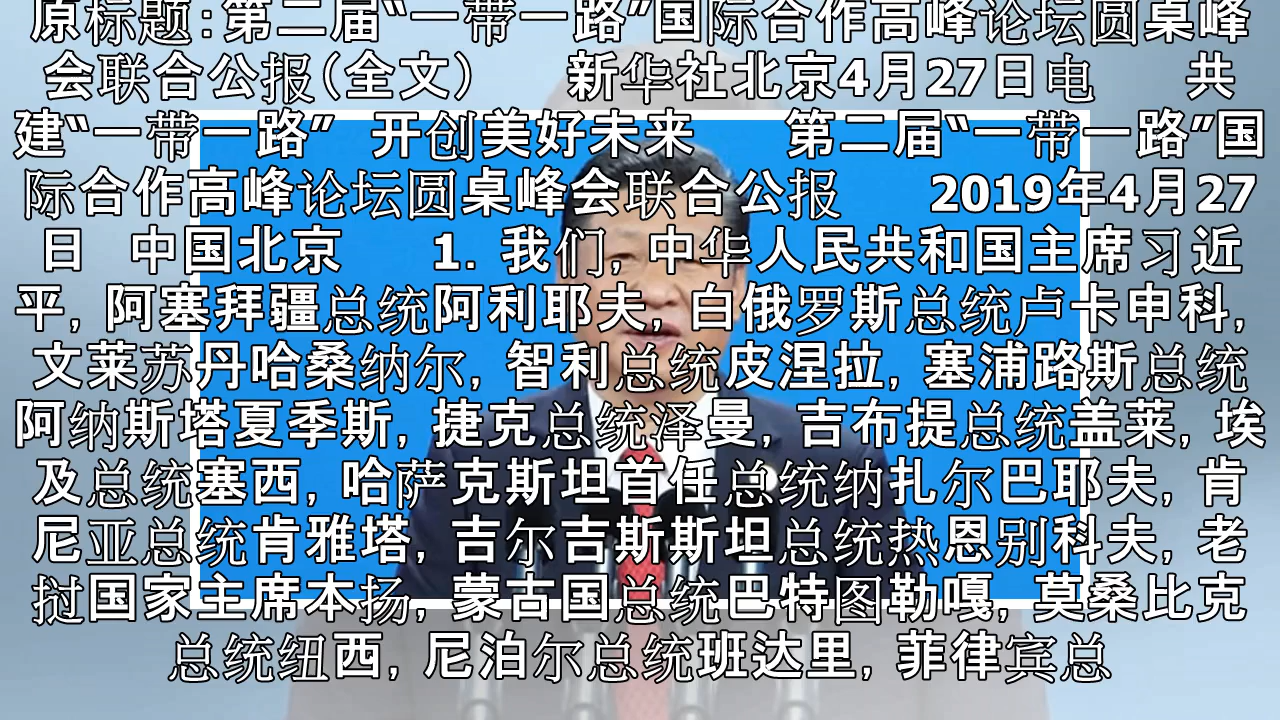 原标题:第二届“一带一路”国际合作高峰论坛圆桌峰
会联合公报(全文) 新华社北京4月27日电 共
建“一带一路” 开创美好未来 第二届“一带一路”国
际合作高峰论坛圆桌峰会联合公报 2019年4月27
日 中国北京 1. 我们, 中华人民共和国主席习近
平, 阿塞拜疆总统阿利耶夫, 白俄罗斯总统卢卡申科,
文莱苏丹哈桑纳尔, 智利总统皮涅拉, 塞浦路斯总统
阿纳斯塔夏季斯, 捷克总统泽曼, 吉布提总统盖莱, 埃
及总统塞西, 哈萨克斯坦首任总统纳扎尔巴耶夫, 肯
尼亚总统肯雅塔, 吉尔吉斯斯坦总统热恩别科夫, 老
挝国家主席本扬, 蒙古国总统巴特图勒嘎, 莫桑比克
总统纽西, 尼泊尔总统班达里, 菲律宾总